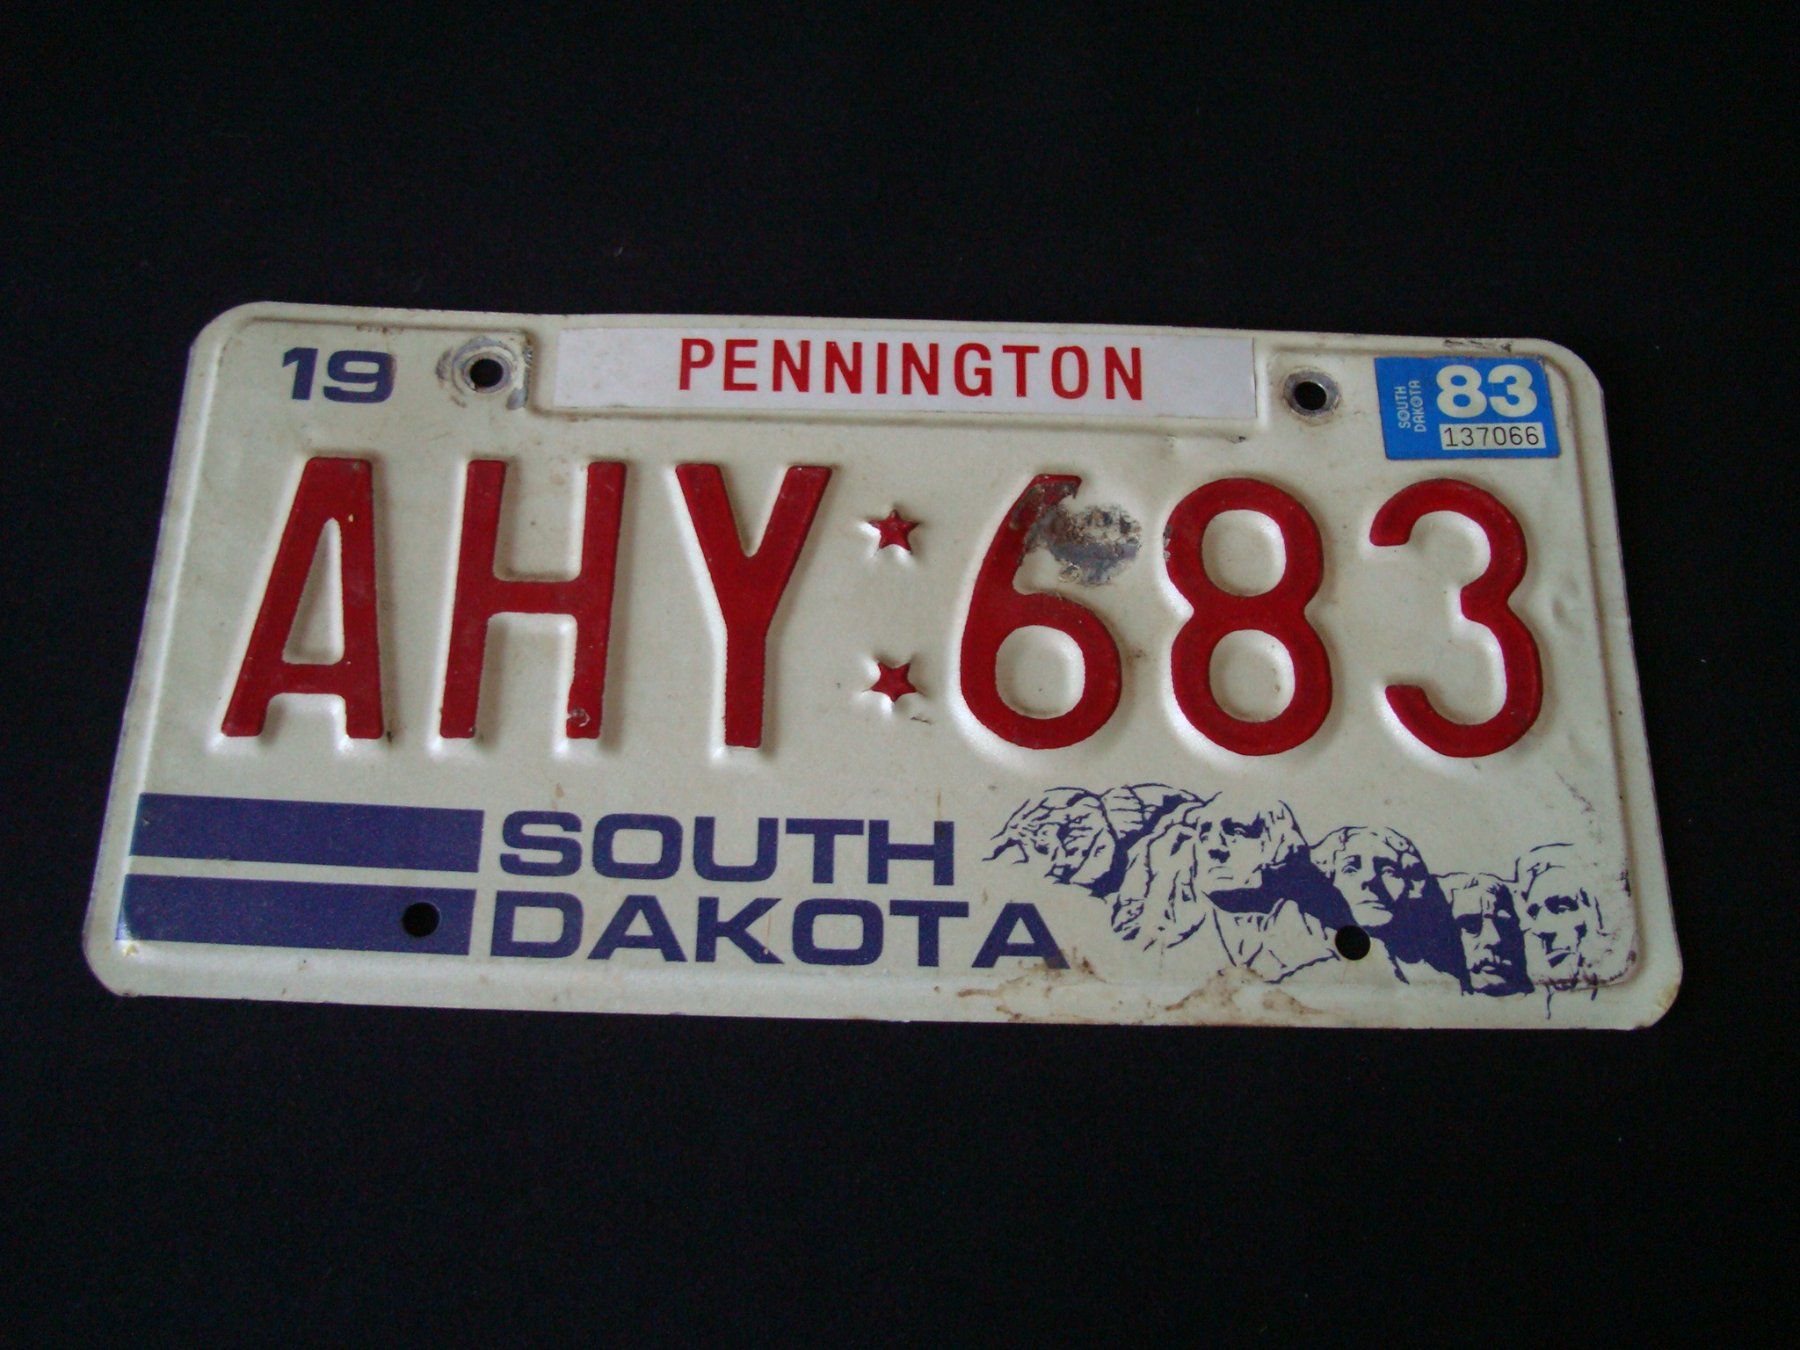 19
PENNINGTON
SOUTH
DAKOTA
83
137066
AHY 683
SOUTH
DAKOTA